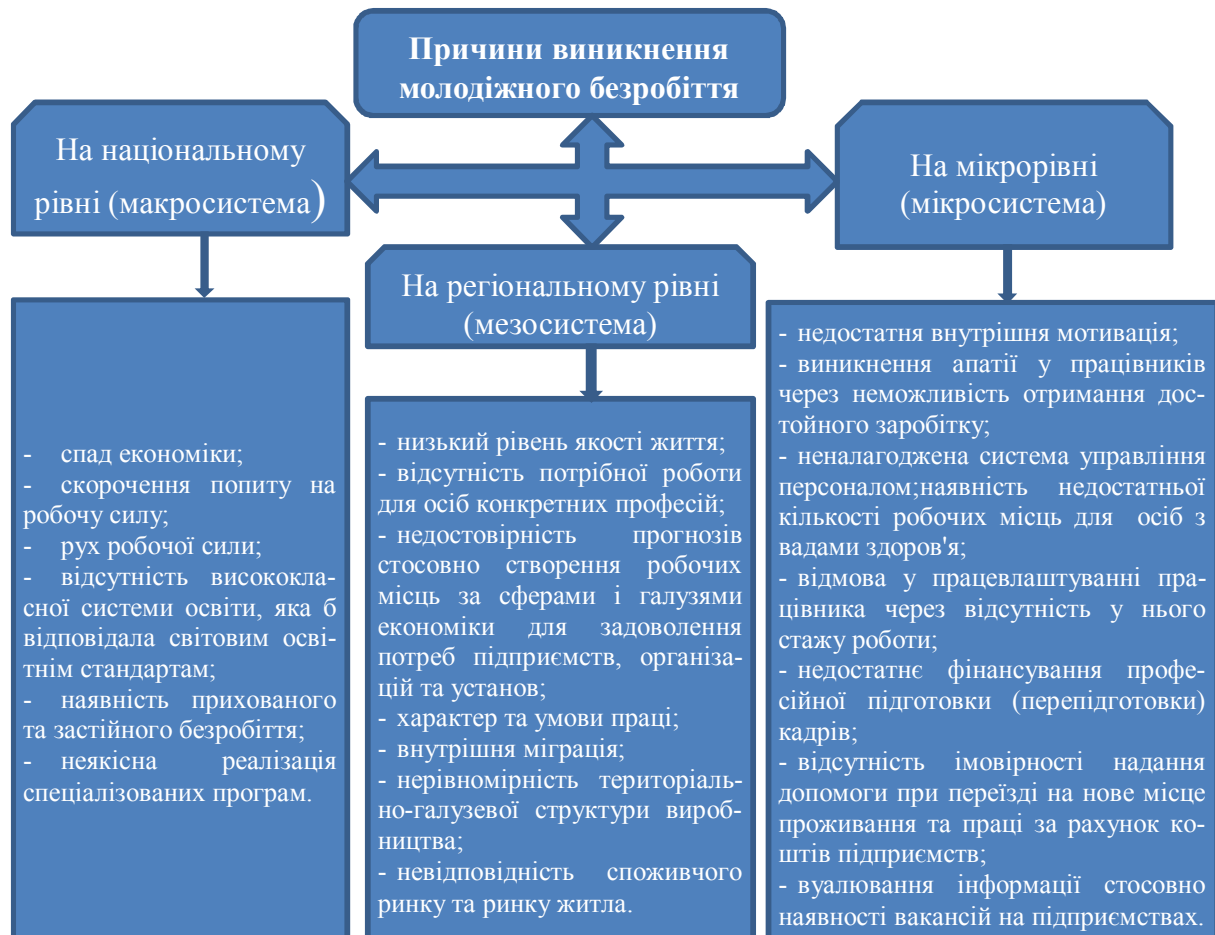 Причини виникнення
молодіжного безробіття
На національному
рівні (макросистема)
На мікрорівні
(мікросистема)
На регіональному рівні
(мезосистема)
- спад економіки;
- скорочення попиту на
робочу силу;
- рух робочої сили;
- відсутність висококла-
сної системи освіти, яка б
відповідала світовим осві-
тнім стандартам;
- наявність прихованого
та застійного безробіття;
- неякісна реалізація
спеціалізованих програм.
- низький рівень якості життя;
- відсутність потрібної роботи
для осіб конкретних професій;
- недостовірність прогнозів
стосовно створення робочих
місць за сферами і галузями
економіки для задоволення
потреб підприємств, організа-
цій та установ;
- характер та умови праці;
- внутрішня міграція;
- нерівномірність територіаль-
но-галузевої структури вироб-
ництва;
- невідповідність споживчого
ринку та ринку житла.
- недостатня внутрішня мотивація;
- виникнення апатії у працівників
через неможливість отримання дос-
тойного заробітку;
- неналагоджена система управління
персоналом;наявність недостатньої
кількості робочих місць для осіб з
вадами здоров'я;
- відмова у працевлаштуванні пра-
цівника через відсутність у нього
стажу роботи;
- недостатнє фінансування профе-
сійної підготовки (перепідготовки)
кадрів;
- відсутність імовірності надання
допомоги при переїзді на нове місце
проживання та праці за рахунок ко-
штів підприємств;
- вуалювання інформації стосовно
наявності вакансій на підприємствах.